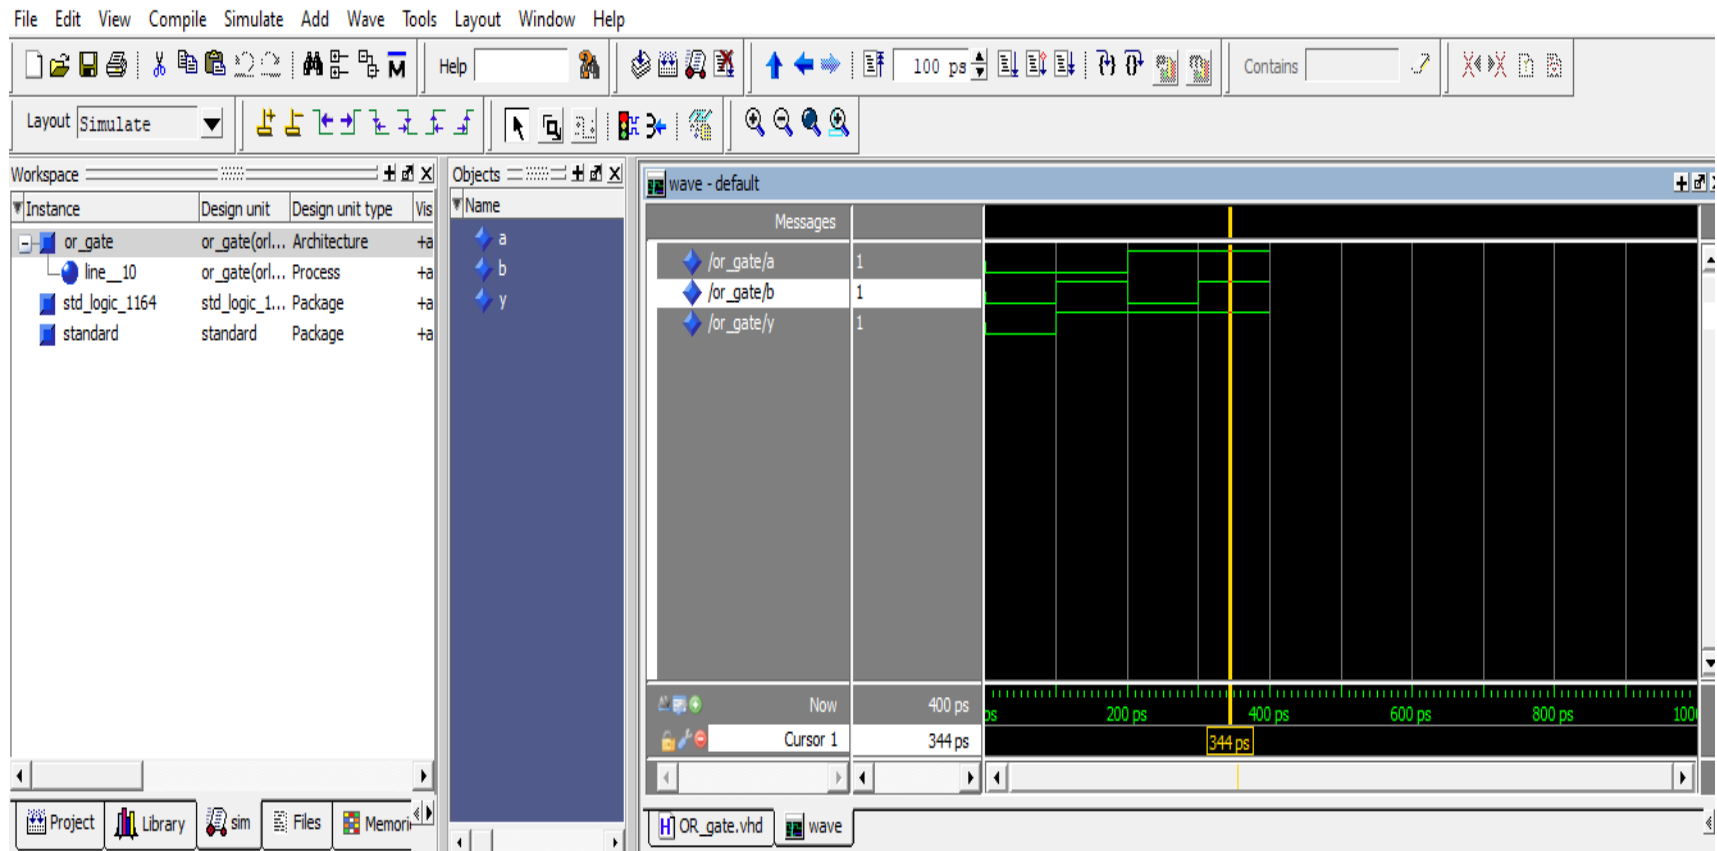 File Edit View Compile Simulate Add Wave Tools Layout Window Help
Help 100 ps Contains
Layout Simulate
Workspace
Instance Design unit Design unit type Vis
or_gate or_gate(orl... Architecture +a
line__10 or_gate(orl... Process +a
std_logic_1164 std_logic_1... Package +a
standard standard Package +a
Project Library sim Files Memori
Objects
Name
a
b
y
wave - default
Messages
/or_gate/a 1
/or_gate/b 1
/or_gate/y 1
Now 400 ps
ps 200 ps 400 ps 600 ps 800 ps 100
Cursor 1 344 ps
344 ps
OR_gate.vhd wave